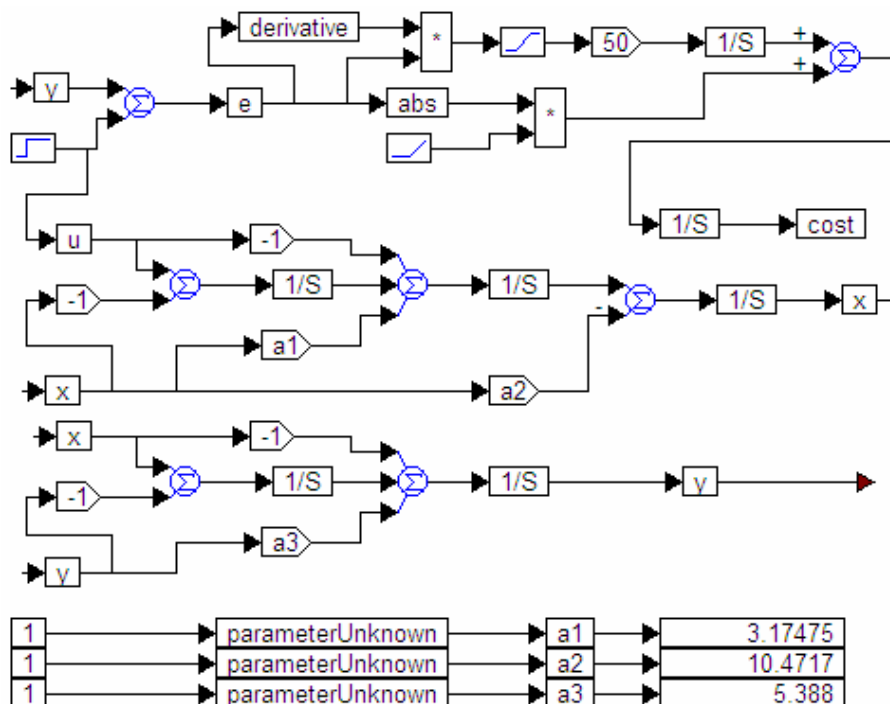 derivative * 50 1/S +
+
y Σ e abs * Σ
1/S cost
u -1
-1 Σ 1/S Σ 1/S - Σ 1/S x
a1
x a2
x -1
-1 Σ 1/S Σ 1/S y
a3
y
1 parameterUnknown a1 3.17475
1 parameterUnknown a2 10.4717
1 parameterUnknown a3 5.388